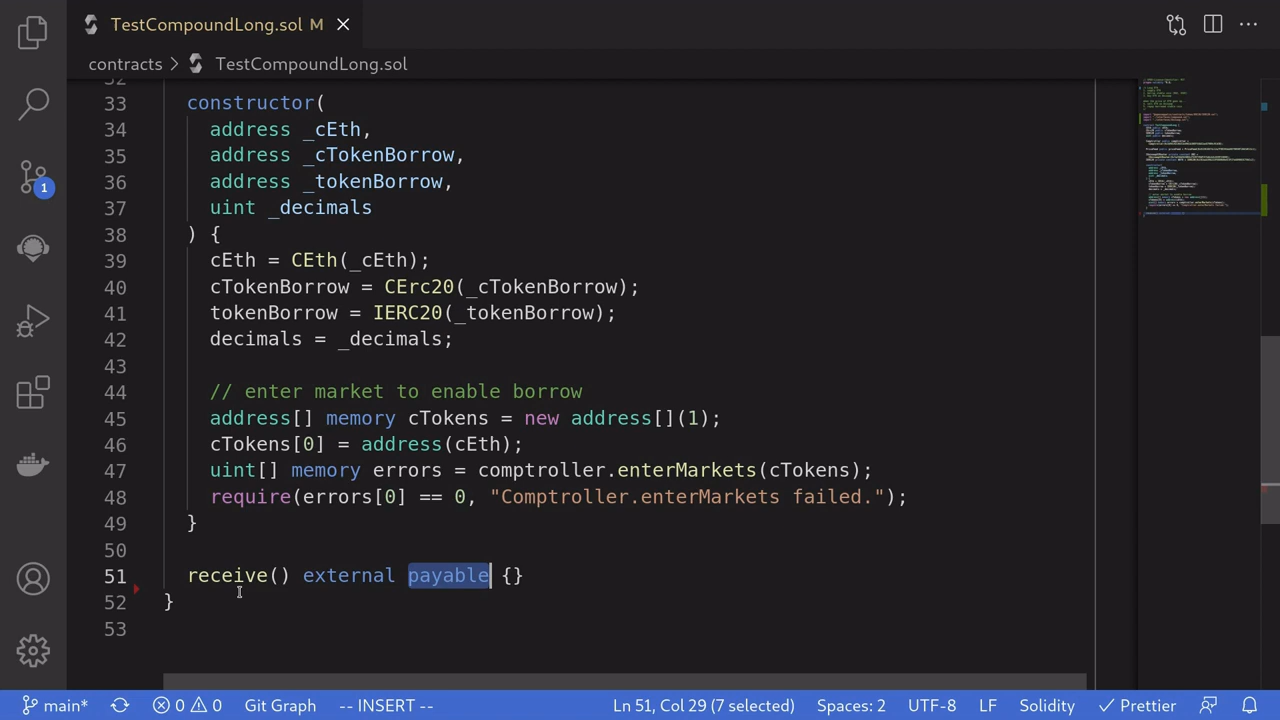 TestCompoundLong.sol M
contracts > TestCompoundLong.sol
32
33 constructor(
34 address _cEth,
35 address _cTokenBorrow,
36 address _tokenBorrow,
37 uint _decimals
38 ) {
39 cEth = CEth(_cEth);
40 cTokenBorrow = CErc20(_cTokenBorrow);
41 tokenBorrow = IERC20(_tokenBorrow);
42 decimals = _decimals;
43
44 // enter market to enable borrow
45 address[] memory cTokens = new address[](1);
46 cTokens[0] = address(cEth);
47 uint[] memory errors = comptroller.enterMarkets(cTokens);
48 require(errors[0] == 0, "Comptroller.enterMarkets failed.");
49 }
50
51 receive() external payable {}
52 }
53
1
main* 0 0 Git Graph -- INSERT -- Ln 51, Col 29 (7 selected) Spaces: 2 UTF-8 LF Solidity Prettier